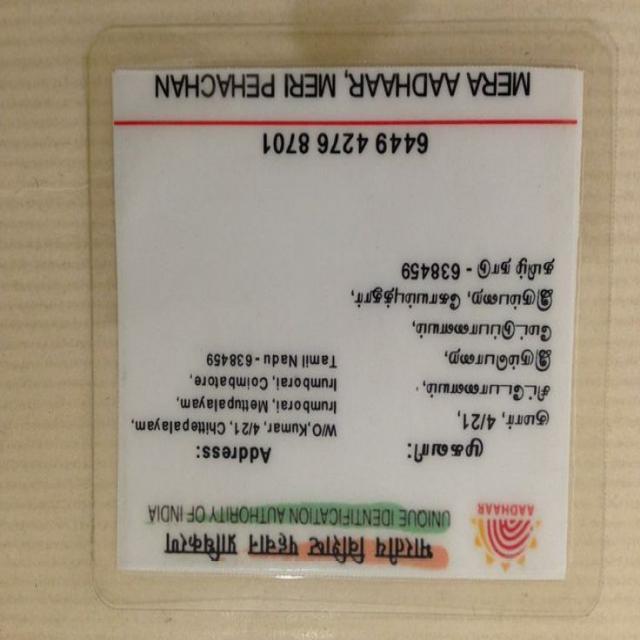 भारतीय विशिष्ट पहचान प्राधिकरण
UNIQUE IDENTIFICATION AUTHORITY OF INDIA
AADHAAR
முகவரி:
குமார், 4/21,
சிட்டேபாளையம்,
இரும்பொறை,
மேட்டுப்பாளையம்,
இரும்பறை, கோயம்புத்தூர்,
தமிழ் நாடு - 638459
Address:
W/O,Kumar, 4/21, Chittepalayam,
Irumborai, Mettupalayam,
Irumborai, Coimbatore,
Tamil Nadu - 638459
6449 4276 8701
MERA AADHAAR, MERI PEHACHAN